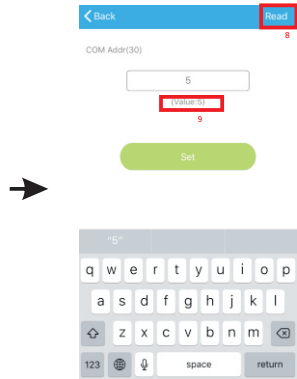 Back Read
8
COM Addr(30)
5
(Value:5)
9
Set
"5"
q w e r t y u i o p
a s d f g h j k l
z x c v b n m
123 space return